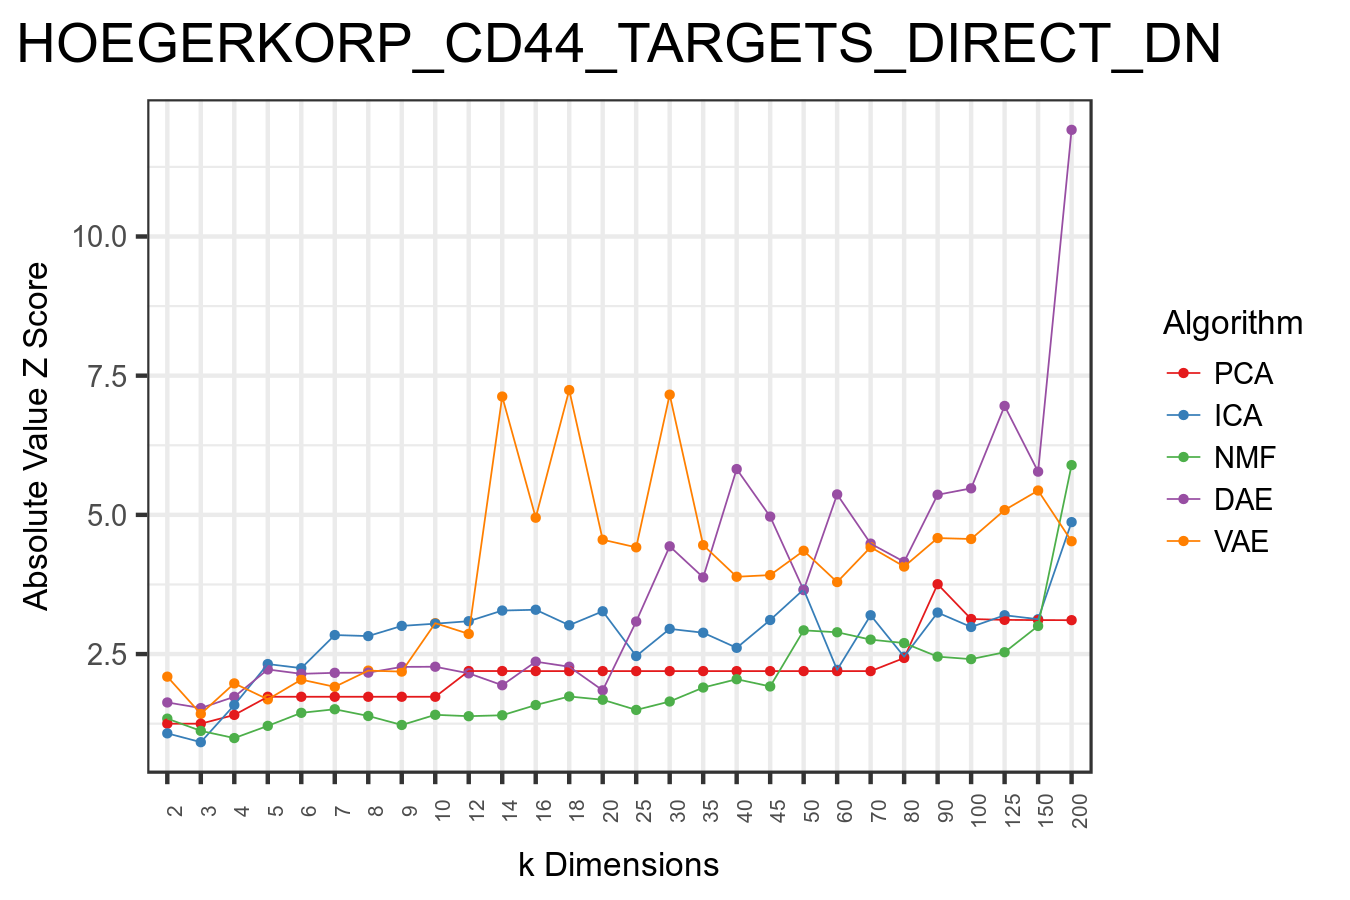 HOEGERKORP_CD44_TARGETS_DIRECT_DN
Absolute Value Z Score
10.0
7.5
5.0
2.5
2 3 4 5 6 7 8 9 10 12 14 16 18 20 25 30 35 40 45 50 60 70 80 90 100 125 150 200
k Dimensions
Algorithm
PCA
ICA
NMF
DAE
VAE